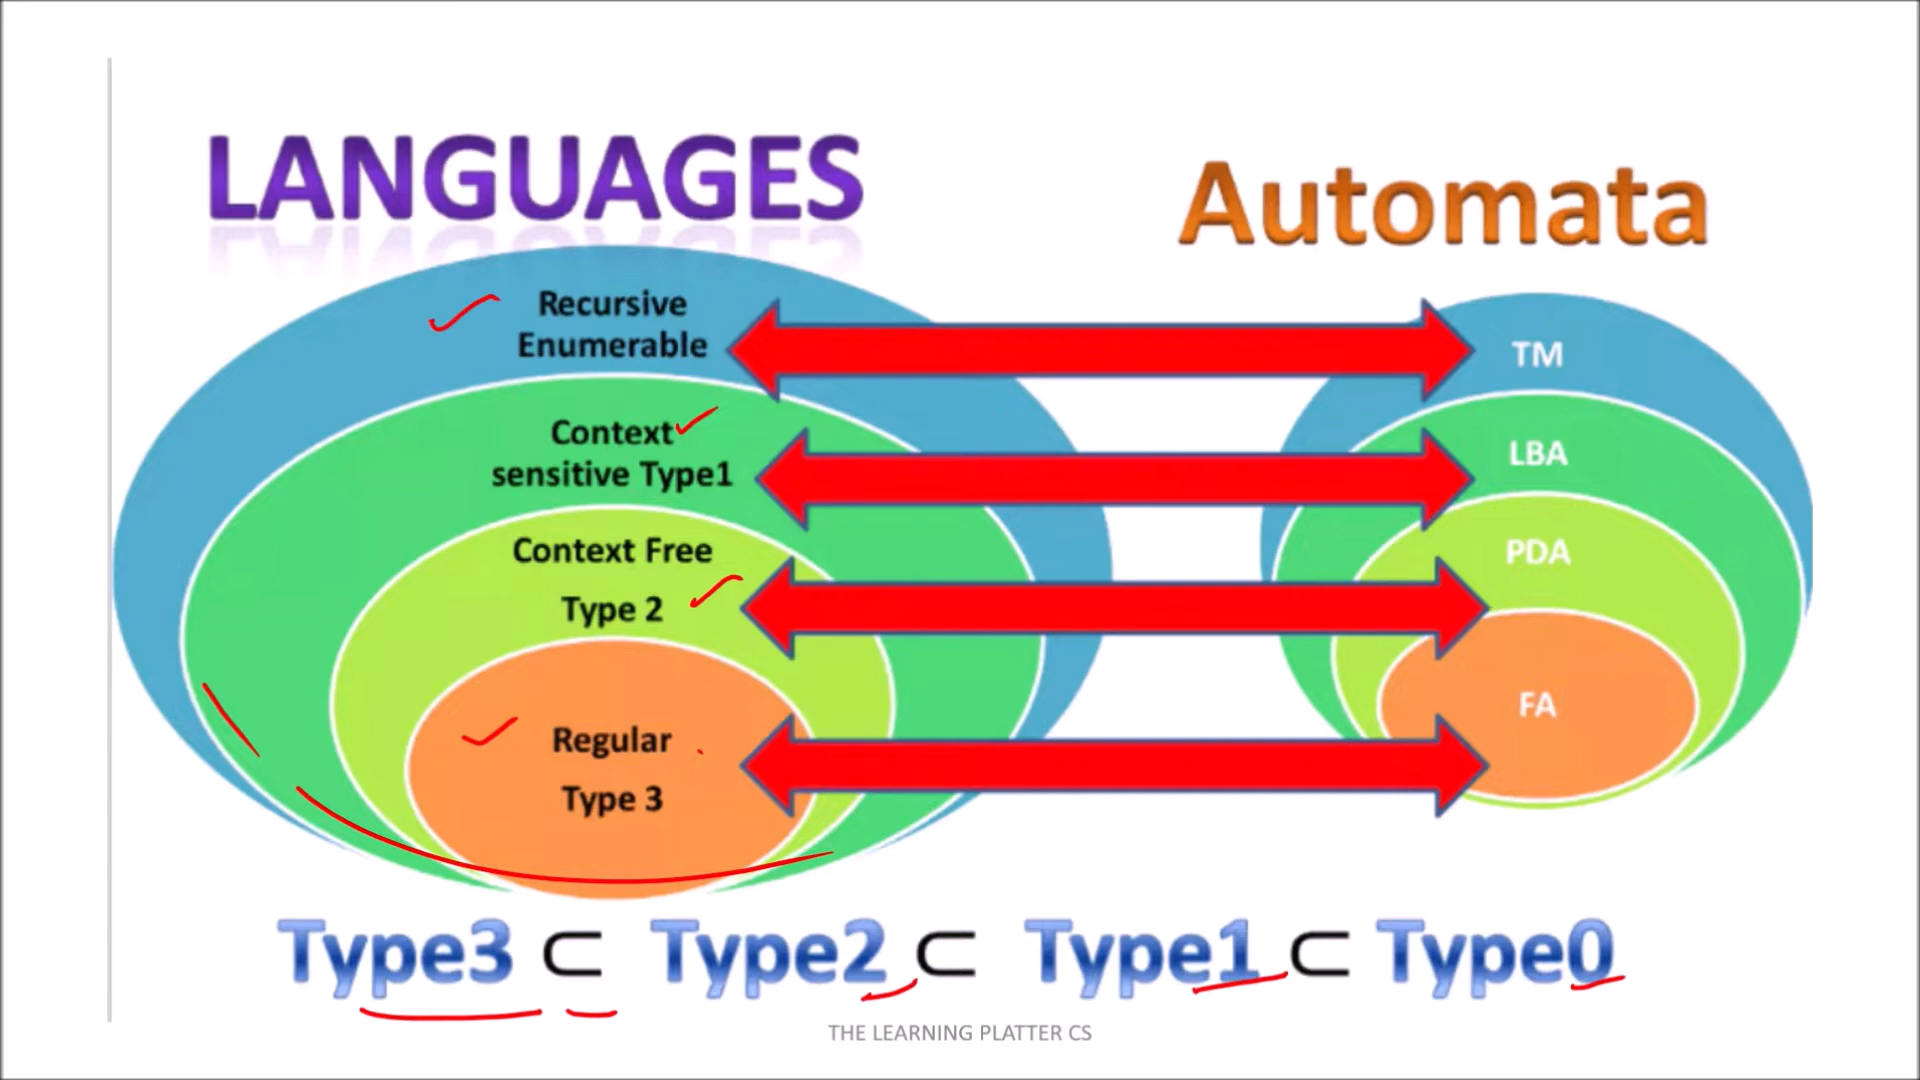 LANGUAGES
Automata
Recursive
Enumerable
TM
Context
sensitive Type1
LBA
Context Free
Type 2
PDA
Regular
Type 3
FA
Type3 ⊂ Type2 ⊂ Type1 ⊂ Type0
THE LEARNING PLATTER CS